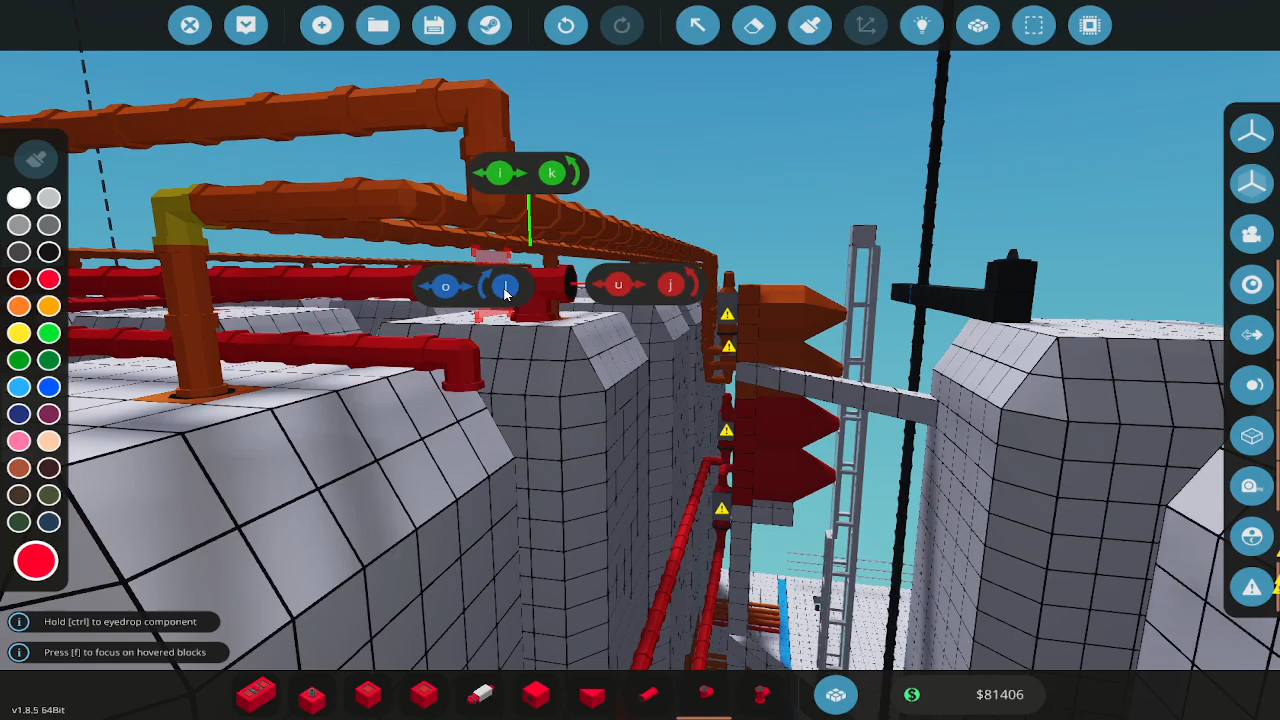 i k
o l u j
Hold [ctrl] to eyedrop component
Press [f] to focus on hovered blocks
$81406
v1.8.5 64Bit